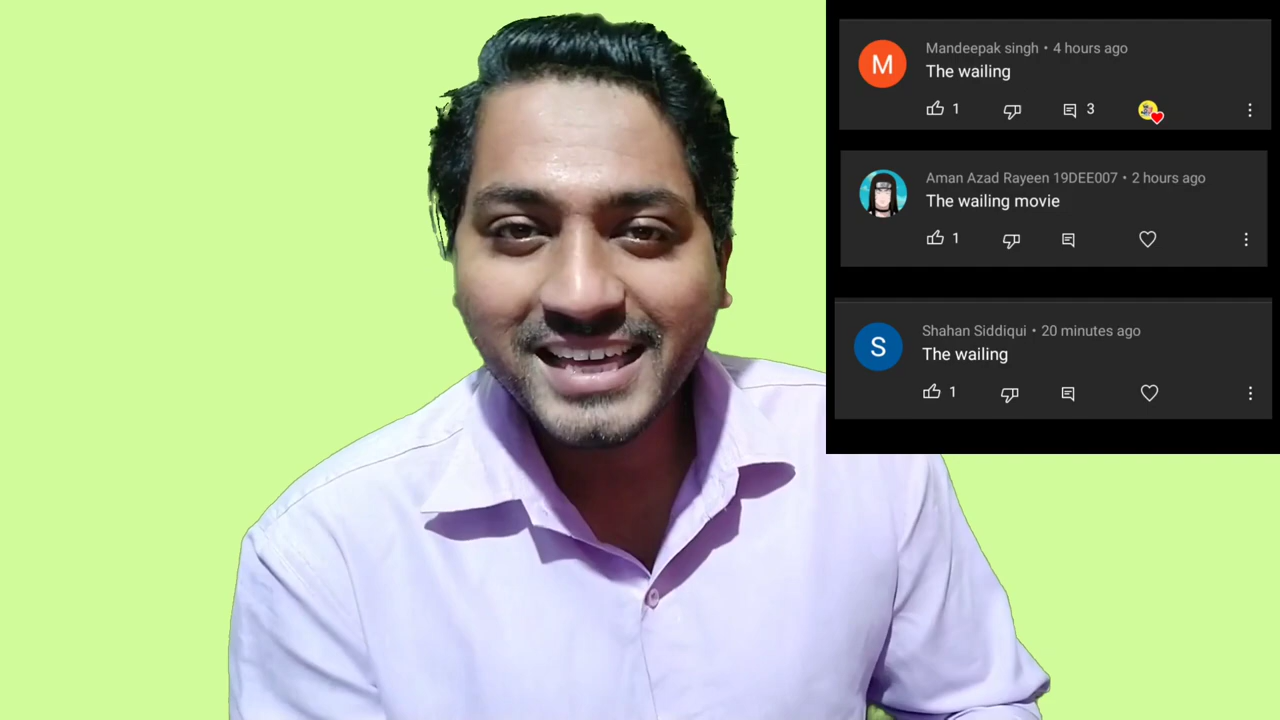 M
Mandeepak singh • 4 hours ago
The wailing
1
3
Aman Azad Rayeen 19DEE007 • 2 hours ago
The wailing movie
1
S
Shahan Siddiqui • 20 minutes ago
The wailing
1